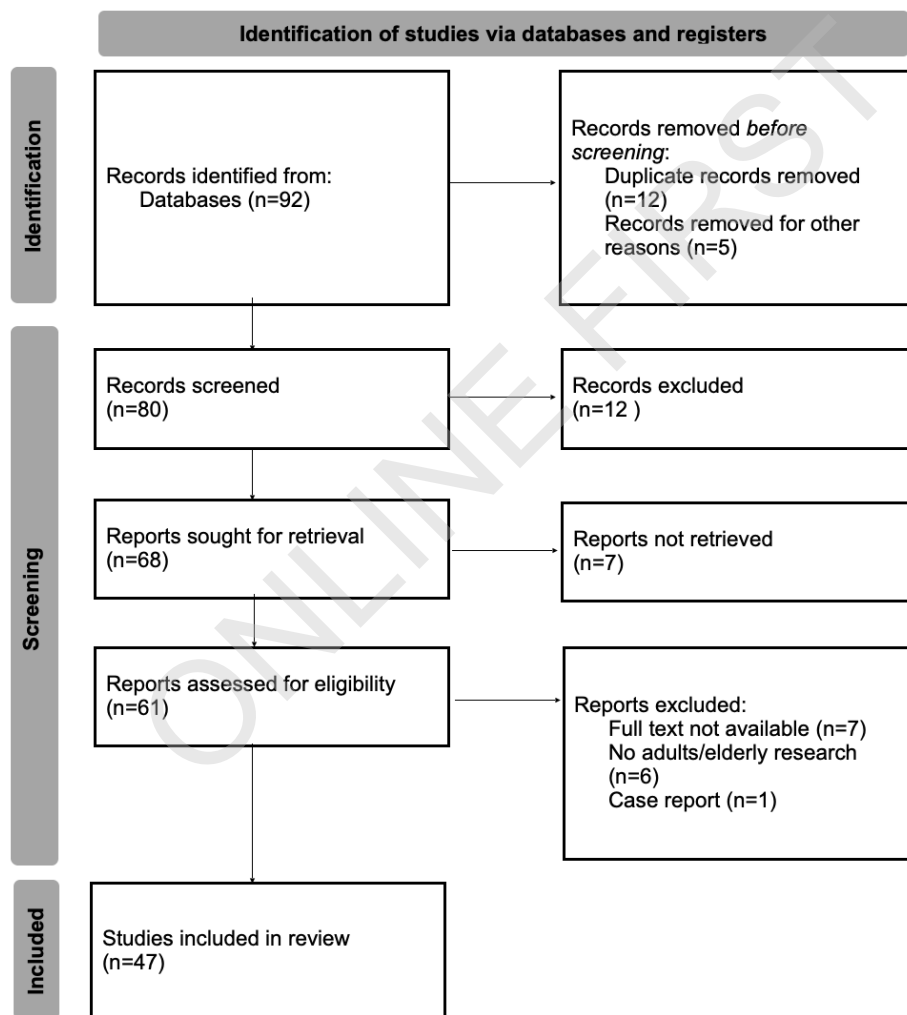 Identification of studies via databases and registers
Identification
Records identified from:
Databases (n=92)
Records removed before
screening:
Duplicate records removed
(n=12)
Records removed for other
reasons (n=5)
Screening
Records screened
(n=80)
Records excluded
(n=12 )
Reports sought for retrieval
(n=68)
Reports not retrieved
(n=7)
Reports assessed for eligibility
(n=61)
Reports excluded:
Full text not available (n=7)
No adults/elderly research
(n=6)
Case report (n=1)
Included
Studies included in review
(n=47)
ONLINE FIRST